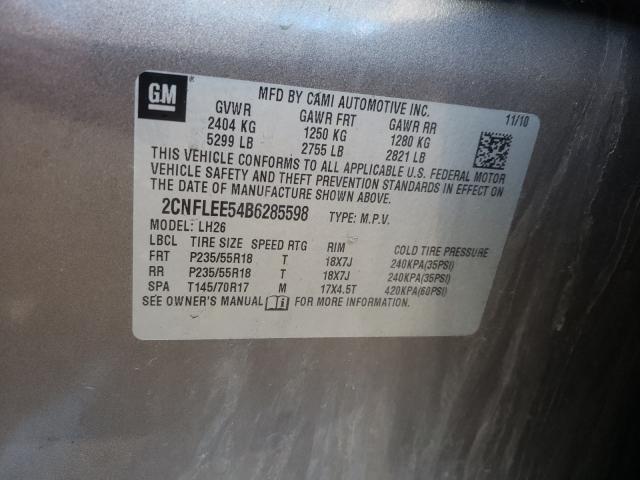 GM
MFD BY CAMI AUTOMOTIVE INC.
GVWR GAWR FRT GAWR RR 11/10
2404 KG 1250 KG 1280 KG
5299 LB 2755 LB 2821 LB
THIS VEHICLE CONFORMS TO ALL APPLICABLE U.S. FEDERAL MOTOR
VEHICLE SAFETY AND THEFT PREVENTION STANDARDS IN EFFECT ON
THE DATE OF MANUFACTURE SHOWN ABOVE.
2CNFLEE54B6285598 TYPE: M.P.V.
MODEL: LH26
LBCL TIRE SIZE SPEED RTG RIM COLD TIRE PRESSURE
FRT P235/55R18 T 18X7J 240KPA(35PSI)
RR P235/55R18 T 18X7J 240KPA(35PSI)
SPA T145/70R17 M 17X4.5T 420KPA(60PSI)
SEE OWNER'S MANUAL FOR MORE INFORMATION.